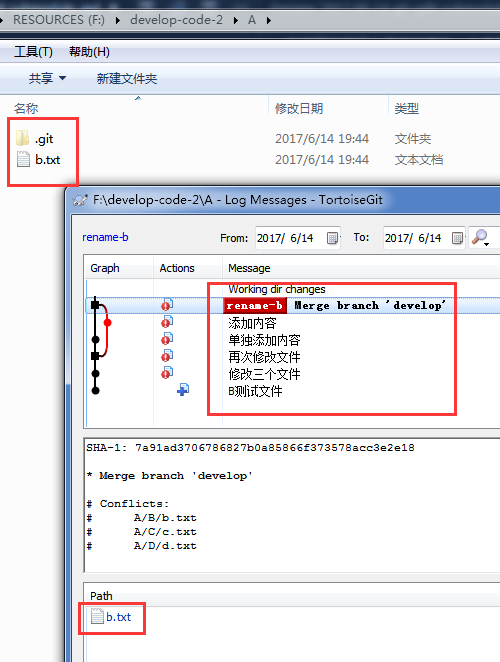 RESOURCES (F:) develop-code-2 A
工具(T) 帮助(H)
共享 新建文件夹
名称 修改日期 类型
.git 2017/6/14 19:44 文件夹
b.txt 2017/6/14 19:44 文本文档
F:\develop-code-2\A - Log Messages - TortoiseGit
rename-b From: 2017/ 6/14 To: 2017/ 6/14
Graph Actions Message
Working dir changes
rename-b Merge branch 'develop'
添加内容
单独添加内容
再次修改文件
修改三个文件
B测试文件
SHA-1: 7a91ad3706786827b0a85866f373578acc3e2e18
* Merge branch 'develop'
# Conflicts:
# A/B/b.txt
# A/C/c.txt
# A/D/d.txt
Path
b.txt